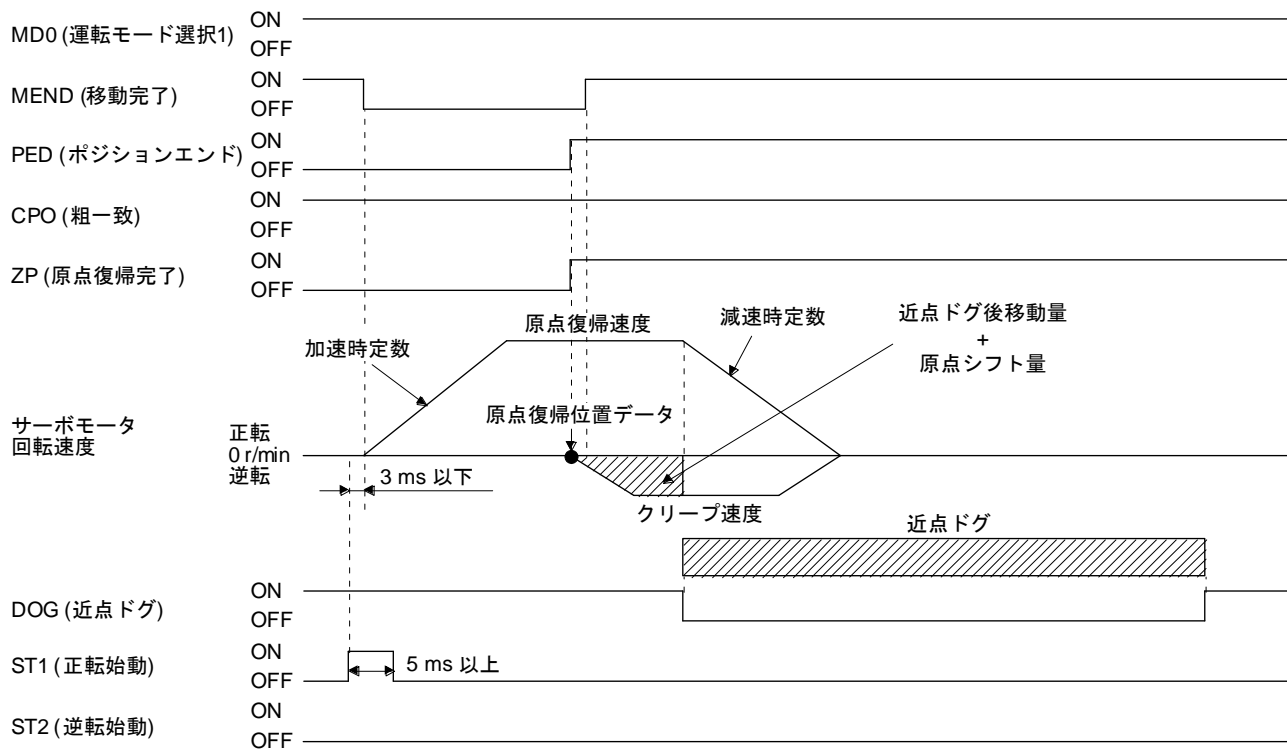 MD0 (運転モード選択1)
ON
OFF
MEND (移動完了)
ON
OFF
PED (ポジションエンド)
ON
OFF
CPO (粗一致)
ON
OFF
ZP (原点復帰完了)
ON
OFF
原点復帰速度
減速時定数
近点ドグ後移動量
+
原点シフト量
加速時定数
原点復帰位置データ
サーボモータ
回転速度
正転
0 r/min
逆転
3 ms 以下
クリープ速度
近点ドグ
DOG (近点ドグ)
ON
OFF
ST1 (正転始動)
ON
OFF
5 ms 以上
ST2 (逆転始動)
ON
OFF